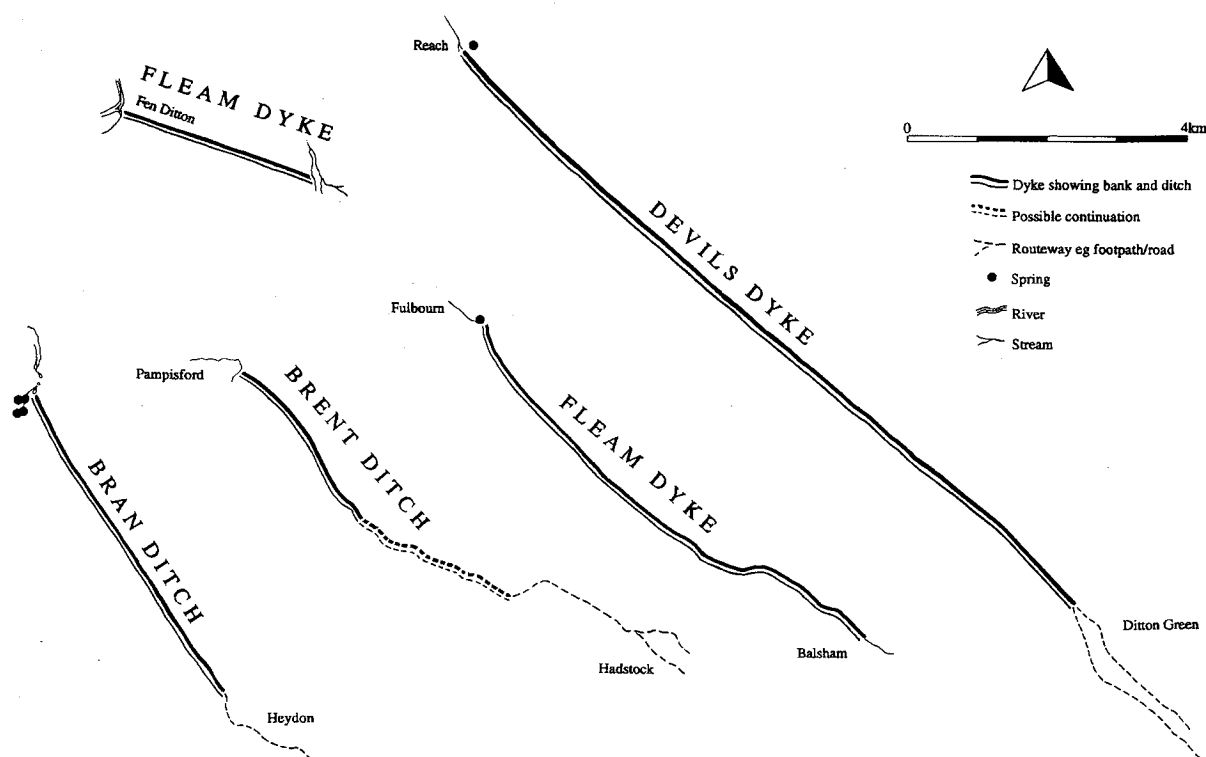 Reach
FLEAM DYKE
Fen Ditton
0
4km
Dyke showing bank and ditch
Possible continuation
Routeway eg footpath/road
Spring
River
Stream
DEVILS DYKE
Fulbourn
Pampisford
BRENT DITCH
FLEAM DYKE
BRAN DITCH
Ditton Green
Balsham
Hadstock
Heydon